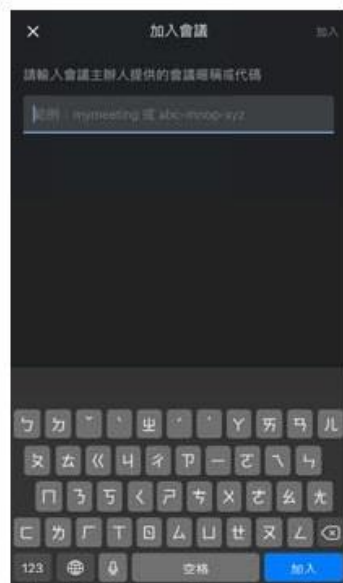 ✕ 加入會議 加入
請輸入會議主辦人提供的會議暱稱或代碼
範例：mymeeting 或 abc-mnop-xyz
ㄅ ㄉ ˇ ˋ ㄓ ˊ ˙ ㄚ ㄞ ㄢ ㄦ
ㄆ ㄊ ㄍ ㄐ ㄔ ㄗ ㄧ ㄛ ㄟ ㄣ
ㄇ ㄋ ㄎ ㄑ ㄕ ㄘ ㄨ ㄜ ㄠ ㄤ
ㄈ ㄌ ㄏ ㄒ ㄖ ㄙ ㄩ ㄝ ㄡ ㄥ
123 空格 加入